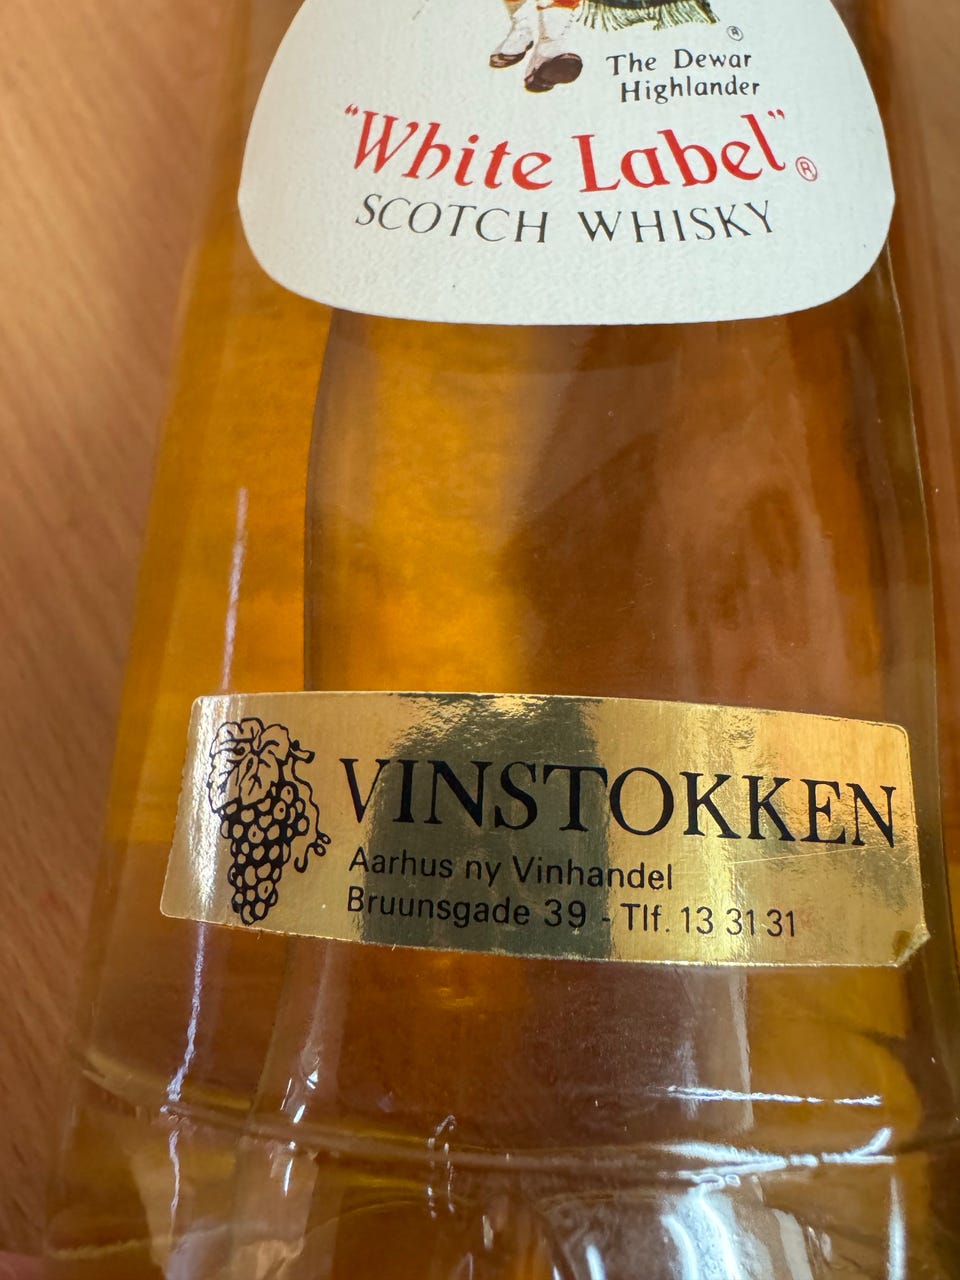 ®
The Dewar
Highlander
"White Label"®
SCOTCH WHISKY
VINSTOKKEN
Aarhus ny Vinhandel
Bruunsgade 39 - Tlf. 13 31 31